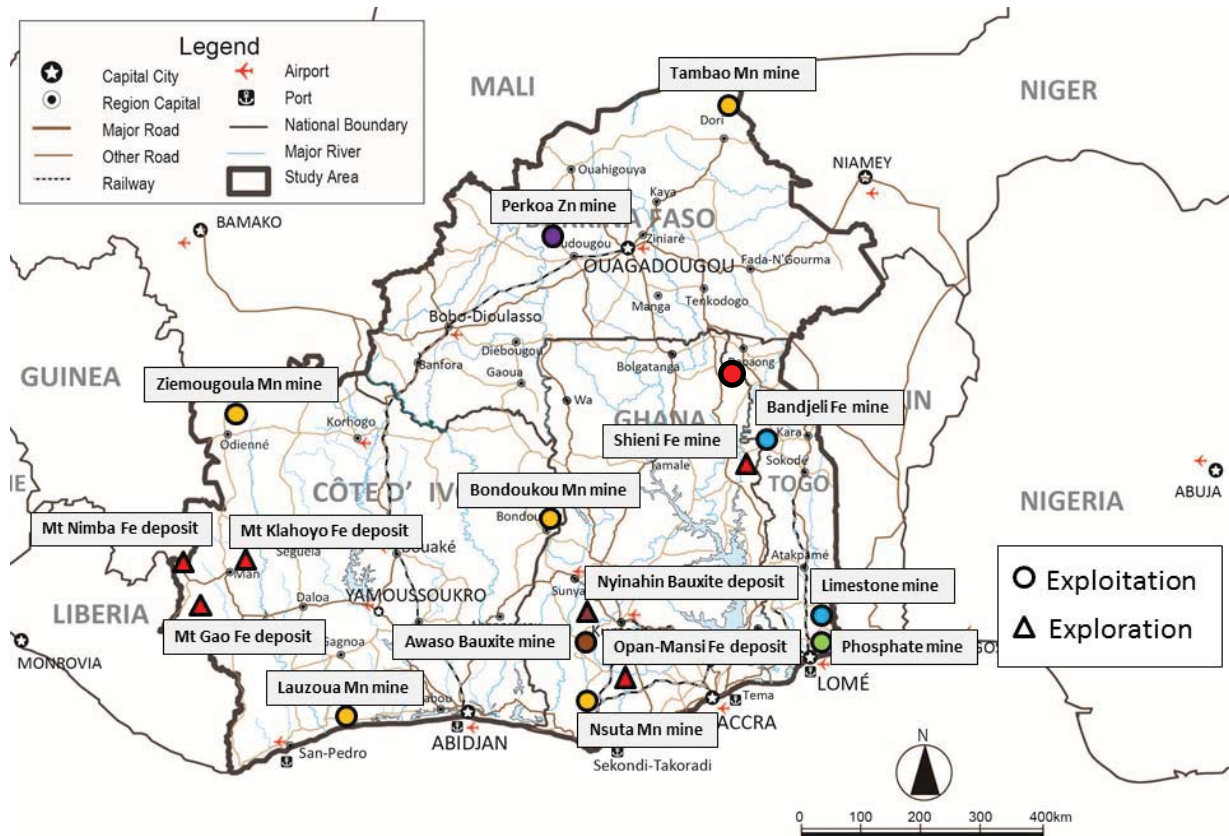 Legend
Capital City
Airport
Region Capital
Port
Major Road
National Boundary
Other Road
Major River
Railway
Study Area
MALI
Tambao Mn mine
NIGER
Dori
NIAMEY
Ouahigouya
Kaya
Perkoa Zn mine
FASO
BAMAKO
Ziniaré
OUAGADOUGOU
Fada-N'Gourma
Manga
Tenkodogo
Bobo-Dioulasso
Diébougou
Banfora
Gaoua
Bolgatanga
GUINEA
Ziemougoula Mn mine
Wa
Bandjeli Fe mine
GHANA
Odienné
Korhogo
Shieni Fe mine
Kara
Sokodé
Tamale
TOGO
CÔTE D' IV
Bondoukou Mn mine
NIGERIA
ABUJA
Bondou
Mt Nimba Fe deposit
Mt Klahoyo Fe deposit
Séguéla
Atakpamé
Man
Nyinahin Bauxite deposit
Exploitation
Limestone mine
LIBERIA
Daloa
YAMOUSSOUKRO
Exploration
Mt Gao Fe deposit
Gagnoa
Awaso Bauxite mine
Opan-Mansi Fe deposit
Phosphate mine
MONROVIA
LOMÉ
Lauzoua Mn mine
Tema
ACCRA
ABIDJAN
Nsuta Mn mine
San-Pedro
Sekondi-Takoradi
N
0 100 200 300 400km